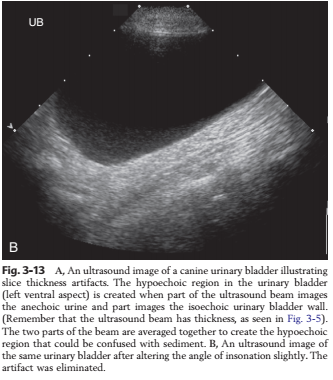 UB
B
Fig. 3-13 A, An ultrasound image of a canine urinary bladder illustrating
slice thickness artifacts. The hypoechoic region in the urinary bladder
(left ventral aspect) is created when part of the ultrasound beam images
the anechoic urine and part images the isoechoic urinary bladder wall.
(Remember that the ultrasound beam has thickness, as seen in Fig. 3-5).
The two parts of the beam are averaged together to create the hypoechoic
region that could be confused with sediment. B, An ultrasound image of
the same urinary bladder after altering the angle of insonation slightly. The
artifact was eliminated.